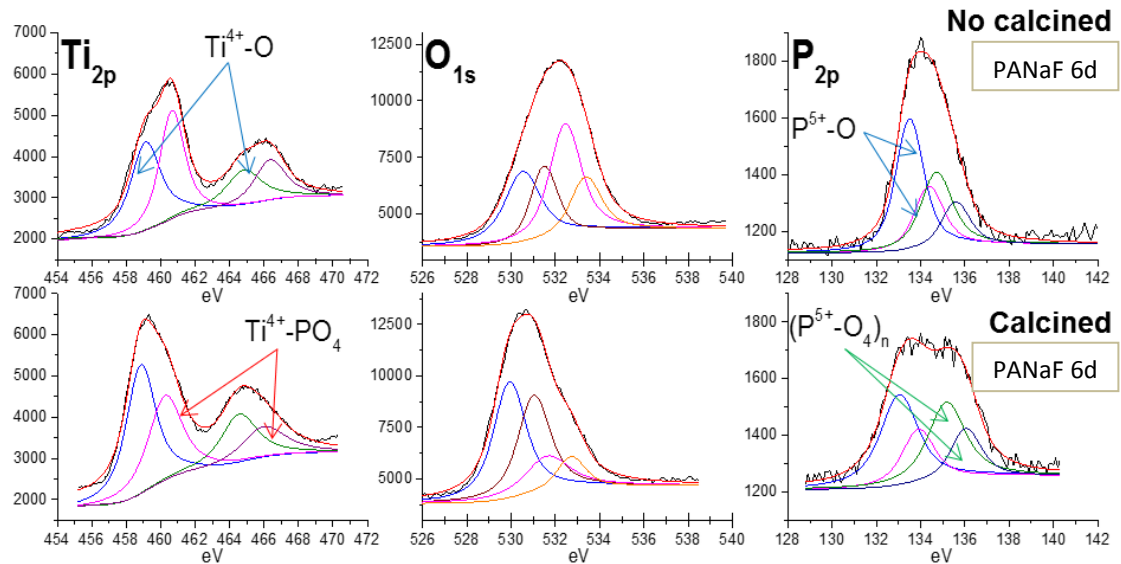 No calcined
PANaF 6d
Ti2p
Ti4+-O
7000
6000
5000
4000
3000
2000
454 456 458 460 462 464 466 468 470 472
eV
O1s
12500
10000
7500
5000
526 528 530 532 534 536 538 540
eV
P2p
P5+-O
1800
1600
1400
1200
128 130 132 134 136 138 140 142
eV
Calcined
PANaF 6d
Ti4+-PO4
7000
6000
5000
4000
3000
2000
454 456 458 460 462 464 466 468 470 472
eV
12500
10000
7500
5000
526 528 530 532 534 536 538 540
eV
(P5+-O4)n
1800
1600
1400
1200
128 130 132 134 136 138 140 142
eV